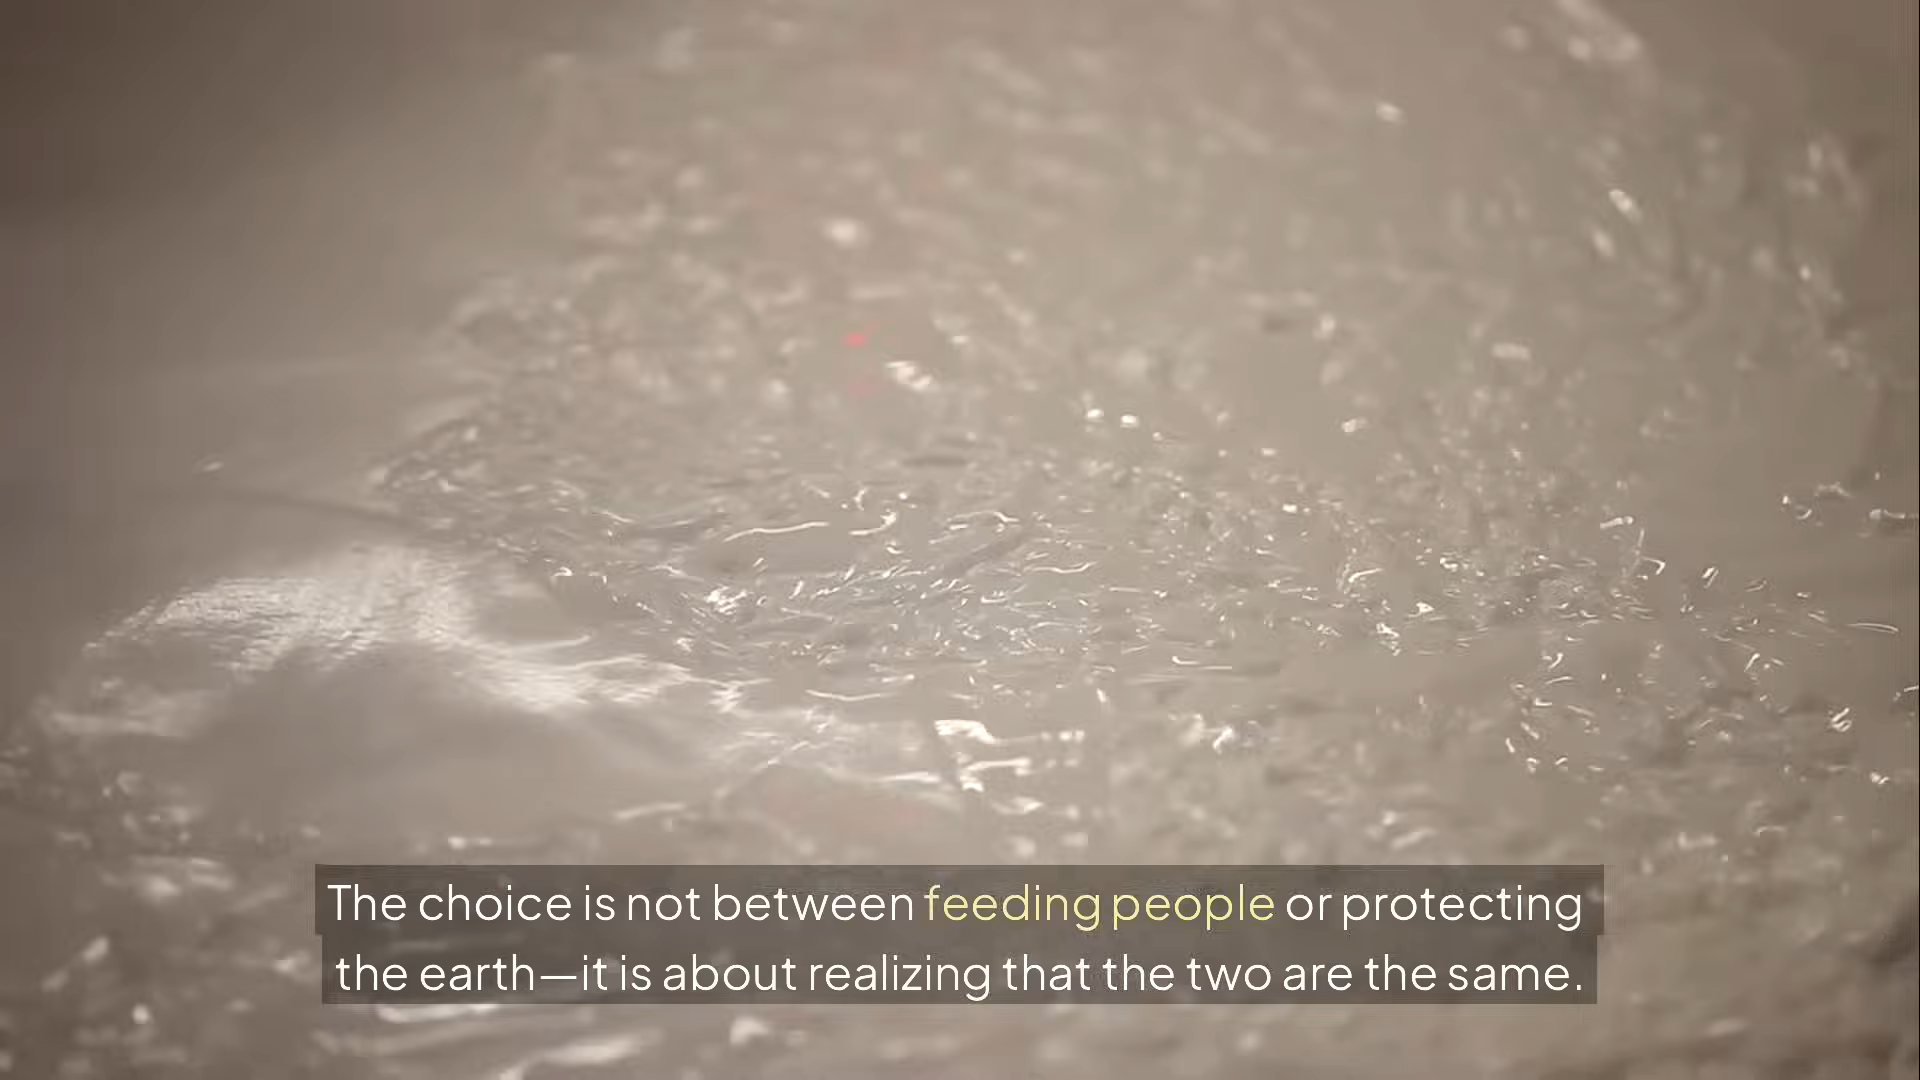 The choice is not between feeding people or protecting
the earth—it is about realizing that the two are the same.